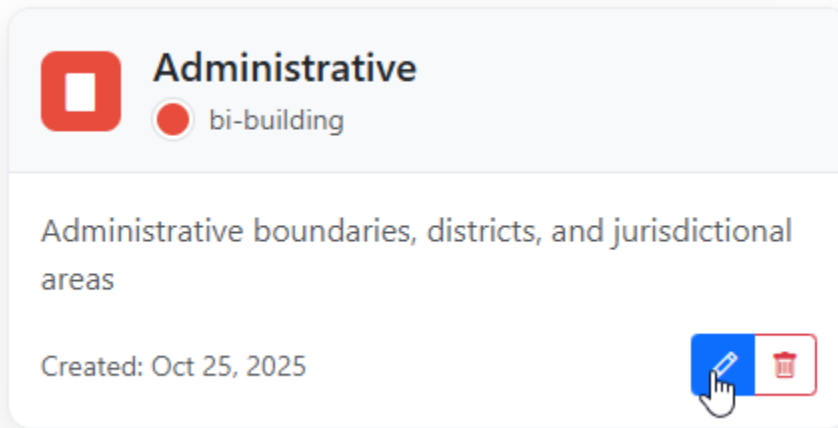 Administrative
bi-building
Administrative boundaries, districts, and jurisdictional
areas
Created: Oct 25, 2025